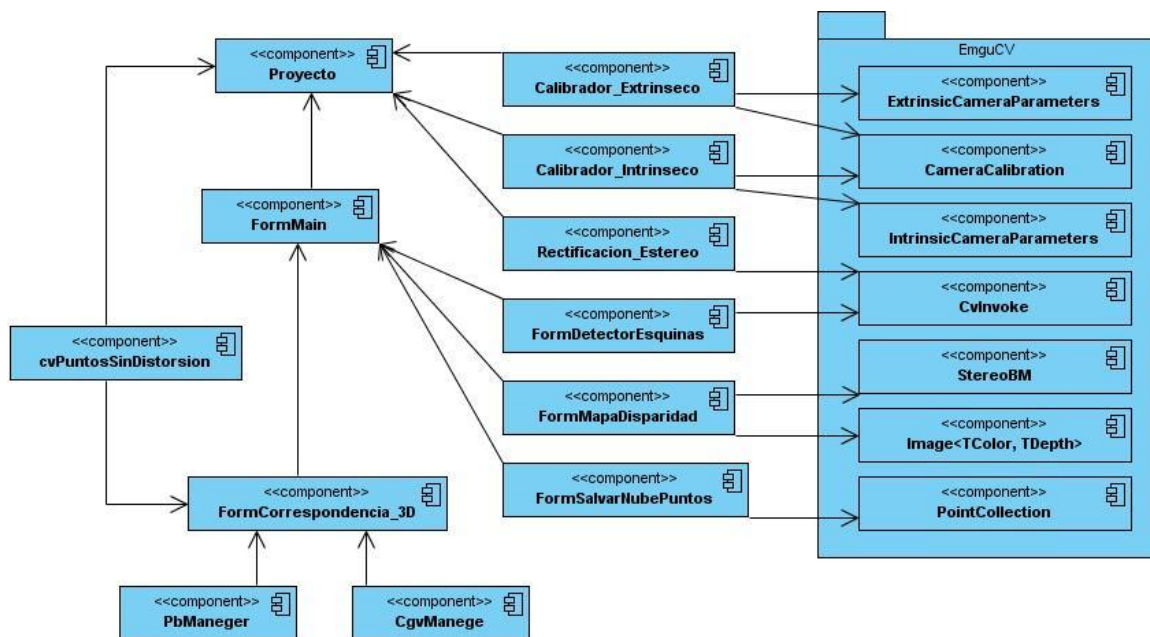 <<component>>
Proyecto
<<component>>
FormMain
<<component>>
cvPuntosSinDistorsion
<<component>>
FormCorrespondencia_3D
<<component>>
PbManeger
<<component>>
CgvManege
<<component>>
Calibrador_Extrinseco
<<component>>
Calibrador_Intrinseco
<<component>>
Rectificacion_Estereo
<<component>>
FormDetectorEsquinas
<<component>>
FormMapaDisparidad
<<component>>
FormSalvarNubePuntos
EmguCV
<<component>>
ExtrinsicCameraParameters
<<component>>
CameraCalibration
<<component>>
IntrinsicCameraParameters
<<component>>
CvInvoke
<<component>>
StereoBM
<<component>>
Image<TColor, TDepth>
<<component>>
PointCollection